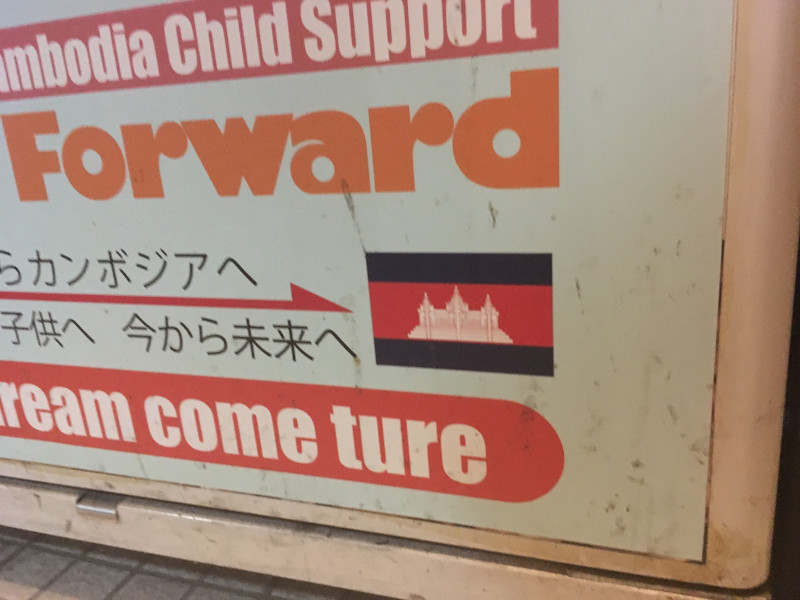 ambodia Child Support
Forward
らカンボジアへ
子供へ 今から未来へ
ream come ture